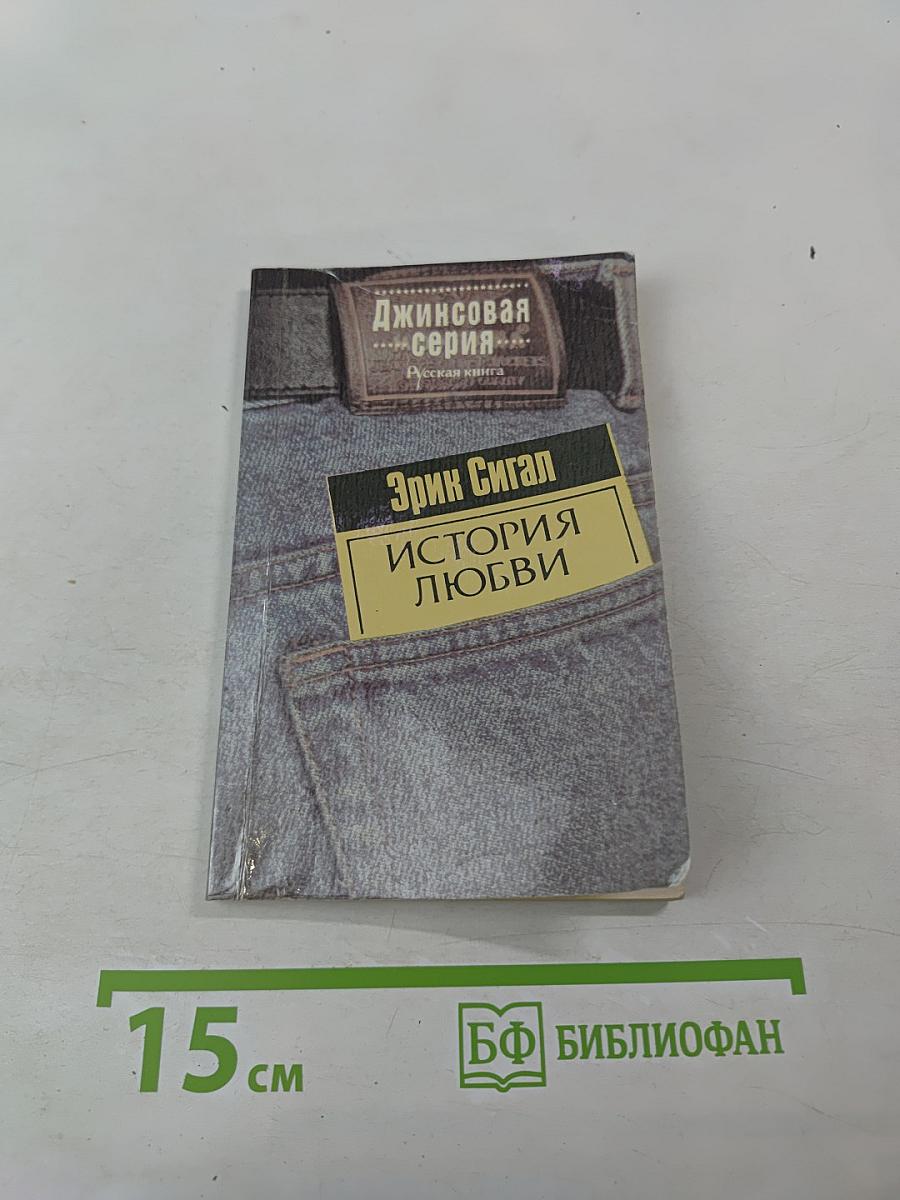 Джинсовая
серия
Русская книга
Эрик Сигал
ИСТОРИЯ
ЛЮБВИ
15 см
БФ БИБЛИОФАН